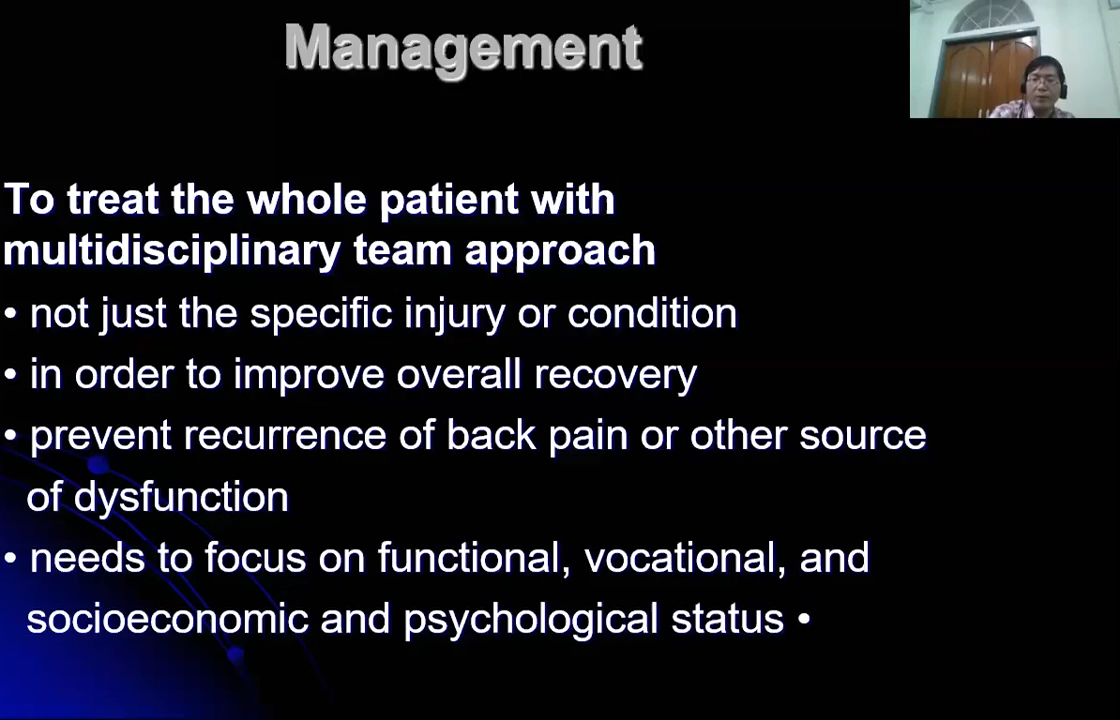 Management
To treat the whole patient with
multidisciplinary team approach
• not just the specific injury or condition
• in order to improve overall recovery
• prevent recurrence of back pain or other source
of dysfunction
• needs to focus on functional, vocational, and
socioeconomic and psychological status •